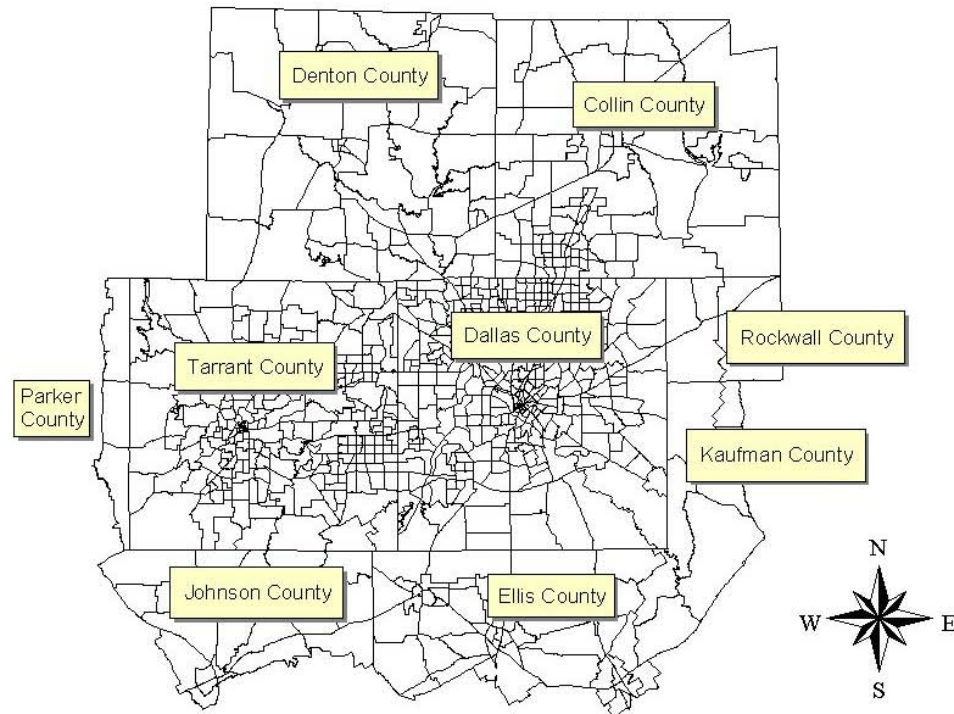 Denton County
Collin County
Dallas County
Rockwall County
Tarrant County
Parker
County
Kaufman County
Johnson County
Ellis County
N
W
E
S